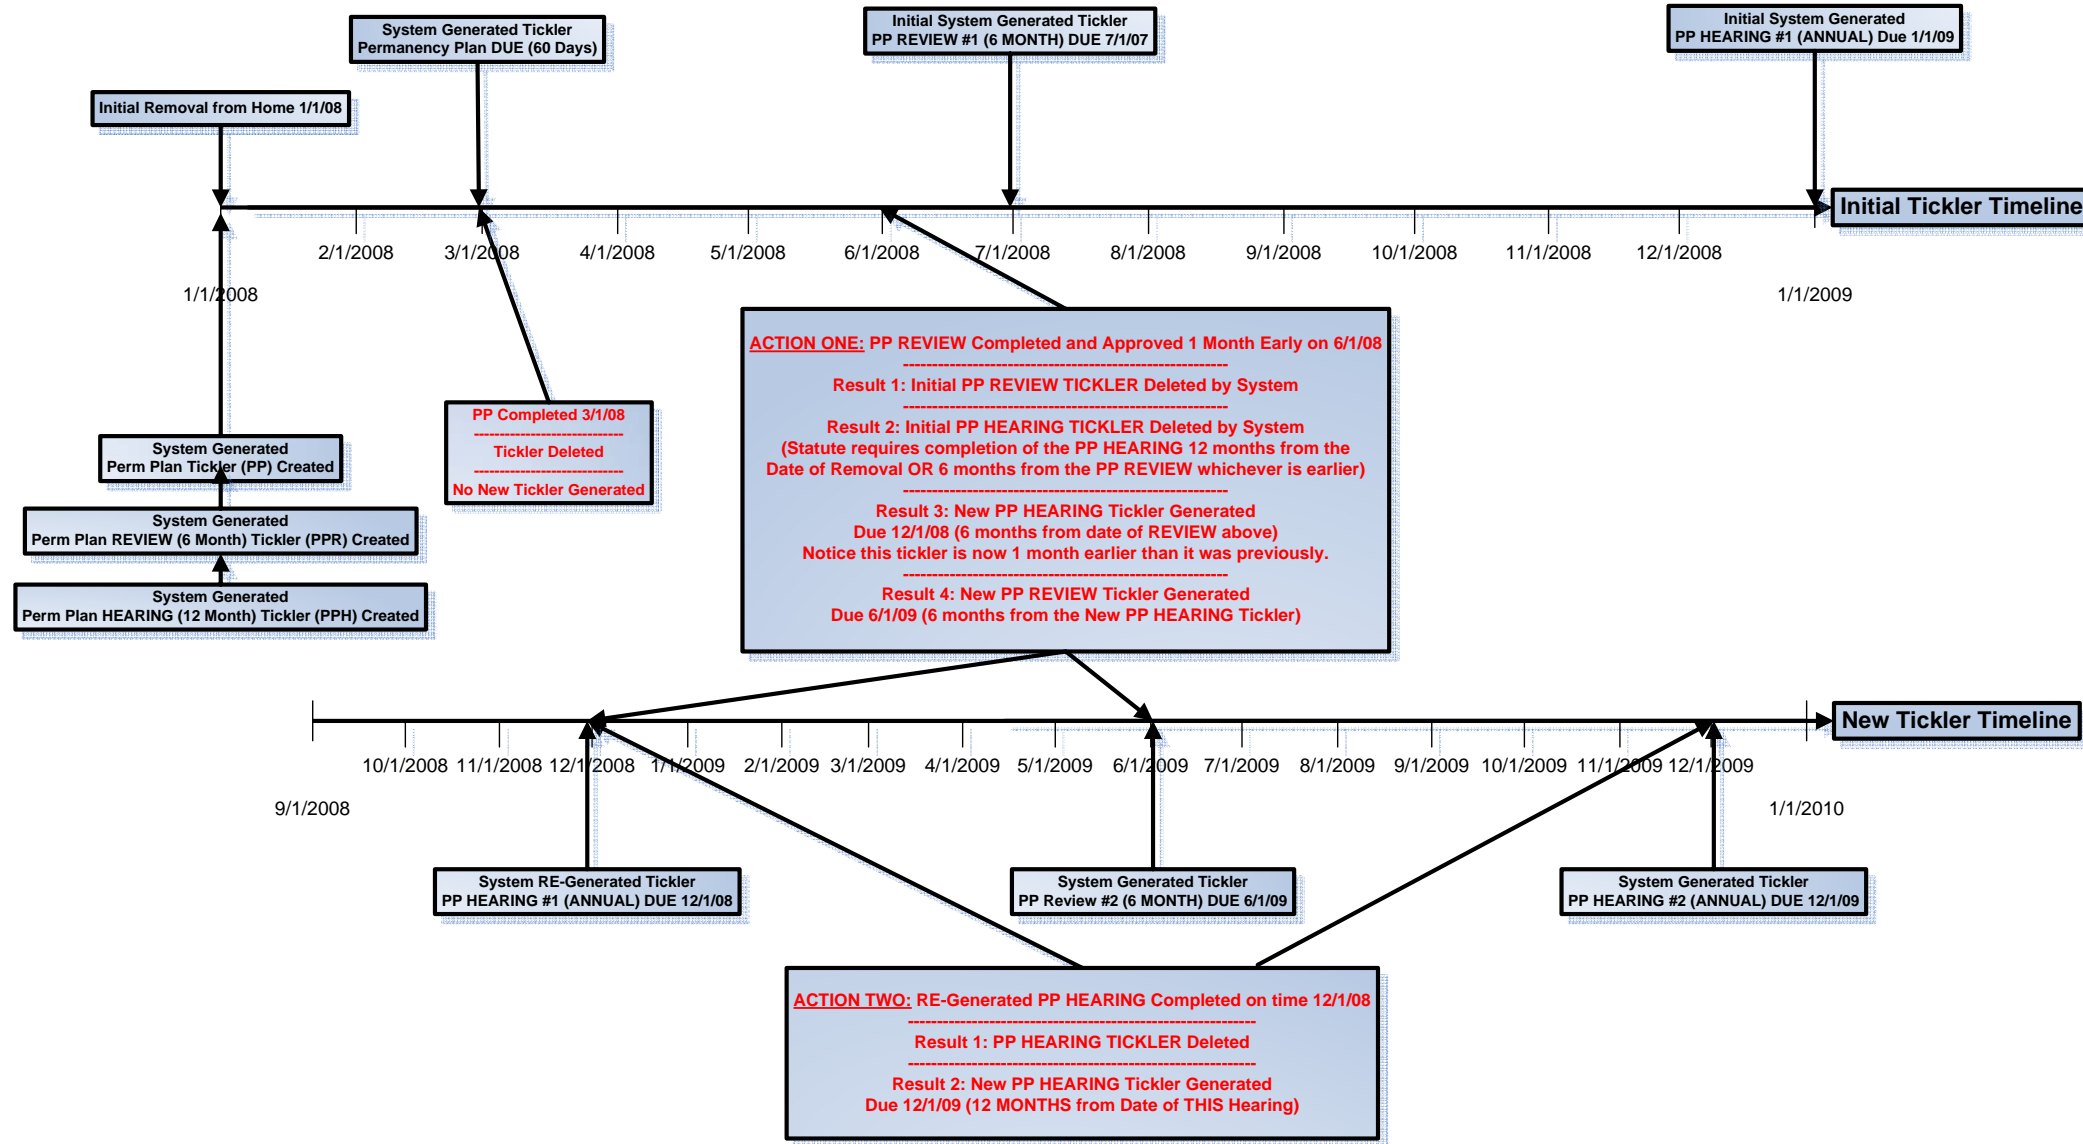 System Generated Tickler
Permanency Plan DUE (60 Days)
Initial System Generated Tickler
PP REVIEW #1 (6 MONTH) DUE 7/1/07
Initial System Generated
PP HEARING #1 (ANNUAL) Due 1/1/09
Initial Removal from Home 1/1/08
Initial Tickler Timeline
2/1/2008 3/1/2008 4/1/2008 5/1/2008 6/1/2008 7/1/2008 8/1/2008 9/1/2008 10/1/2008 11/1/2008 12/1/2008
1/1/2008 1/1/2009
ACTION ONE: PP REVIEW Completed and Approved 1 Month Early on 6/1/08
--------------------------------------------------------
Result 1: Initial PP REVIEW TICKLER Deleted by System
--------------------------------------------------------
Result 2: Initial PP HEARING TICKLER Deleted by System
(Statute requires completion of the PP HEARING 12 months from the
Date of Removal OR 6 months from the PP REVIEW whichever is earlier)
--------------------------------------------------------
Result 3: New PP HEARING Tickler Generated
Due 12/1/08 (6 months from date of REVIEW above)
Notice this tickler is now 1 month earlier than it was previously.
--------------------------------------------------------
Result 4: New PP REVIEW Tickler Generated
Due 6/1/09 (6 months from the New PP HEARING Tickler)
PP Completed 3/1/08
------------------------------
Tickler Deleted
------------------------------
No New Tickler Generated
System Generated
Perm Plan Tickler (PP) Created
System Generated
Perm Plan REVIEW (6 Month) Tickler (PPR) Created
System Generated
Perm Plan HEARING (12 Month) Tickler (PPH) Created
New Tickler Timeline
10/1/2008 11/1/2008 12/1/2008 1/1/2009 2/1/2009 3/1/2009 4/1/2009 5/1/2009 6/1/2009 7/1/2009 8/1/2009 9/1/2009 10/1/2009 11/1/2009 12/1/2009
9/1/2008 1/1/2010
System RE-Generated Tickler
PP HEARING #1 (ANNUAL) DUE 12/1/08
System Generated Tickler
PP Review #2 (6 MONTH) DUE 6/1/09
System Generated Tickler
PP HEARING #2 (ANNUAL) DUE 12/1/09
ACTION TWO: RE-Generated PP HEARING Completed on time 12/1/08
------------------------------------------------------------
Result 1: PP HEARING TICKLER Deleted
------------------------------------------------------------
Result 2: New PP HEARING Tickler Generated
Due 12/1/09 (12 MONTHS from Date of THIS Hearing)